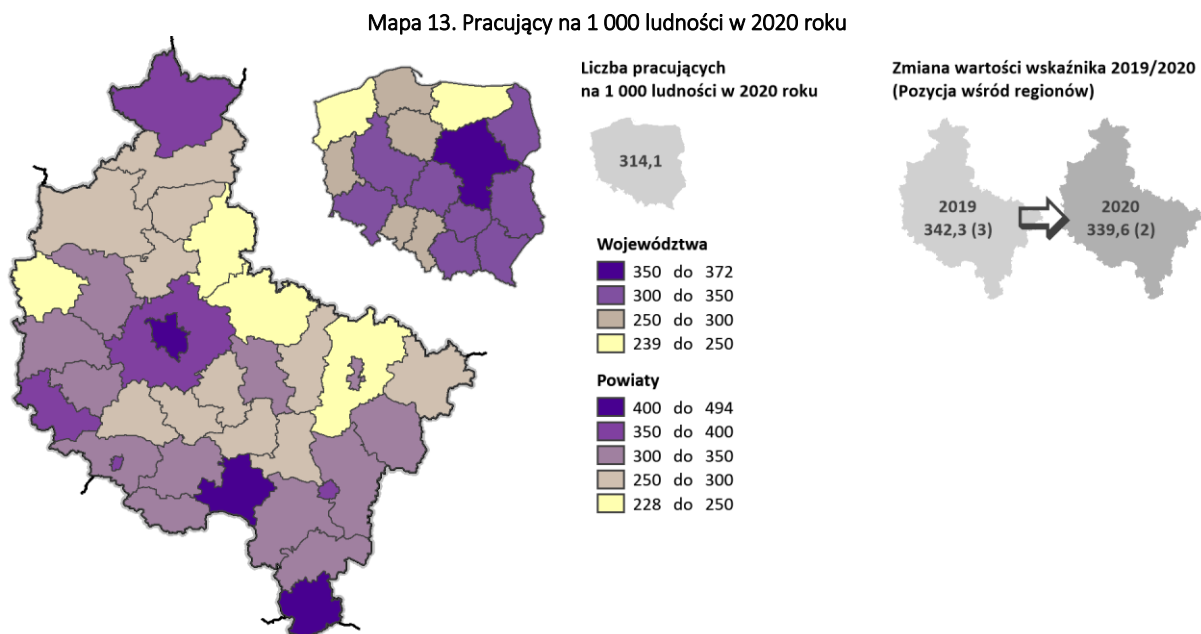 Mapa 13. Pracujący na 1 000 ludności w 2020 roku
Liczba pracujących
na 1 000 ludności w 2020 roku
314,1
Zmiana wartości wskaźnika 2019/2020
(Pozycja wśród regionów)
2019
342,3 (3)
2020
339,6 (2)
Województwa
350 do 372
300 do 350
250 do 300
239 do 250
Powiaty
400 do 494
350 do 400
300 do 350
250 do 300
228 do 250